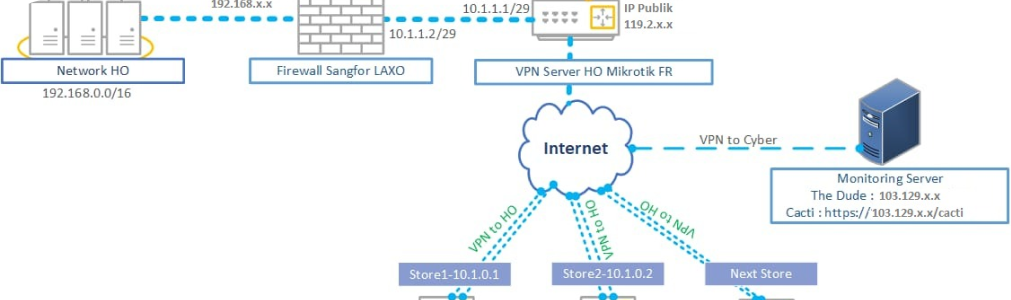 192.168.x.x
10.1.1.1/29
10.1.1.2/29
IP Publik
119.2.x.x
Network HO
192.168.0.0/16
Firewall Sangfor LAXO
VPN Server HO Mikrotik FR
Internet
VPN to Cyber
Monitoring Server
The Dude : 103.129.x.x
Cacti : https://103.129.x.x/cacti
VPN to HO
VPN to HO
VPN to HO
Store1-10.1.0.1
Store2-10.1.0.2
Next Store